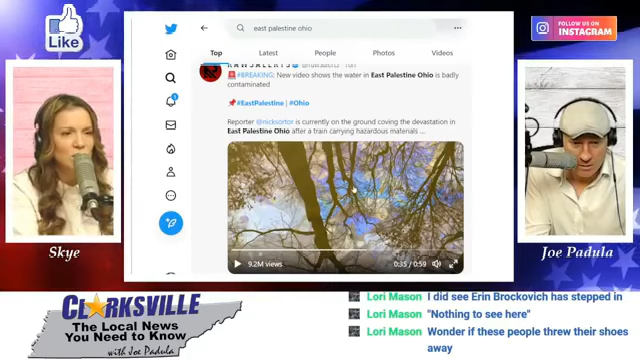 Like
east palestine ohio
FOLLOW US ON
INSTAGRAM
Top
Latest
People
Photos
Videos
#BREAKING: New video shows the water in East Palestine Ohio is badly
contaminated
#EastPalestine | #Ohio
Reporter @nicksortor is currently on the ground coving the devastation in
East Palestine Ohio after a train carrying hazardous materials ...
9.2M views
0:35 / 0:59
Skye
Joe Padula
CLARKSVILLE
The Local News
You Need to Know
with Joe Padula
Lori Mason I did see Erin Brockovich has stepped in
Lori Mason "Nothing to see here"
Lori Mason Wonder if these people threw their shoes
away